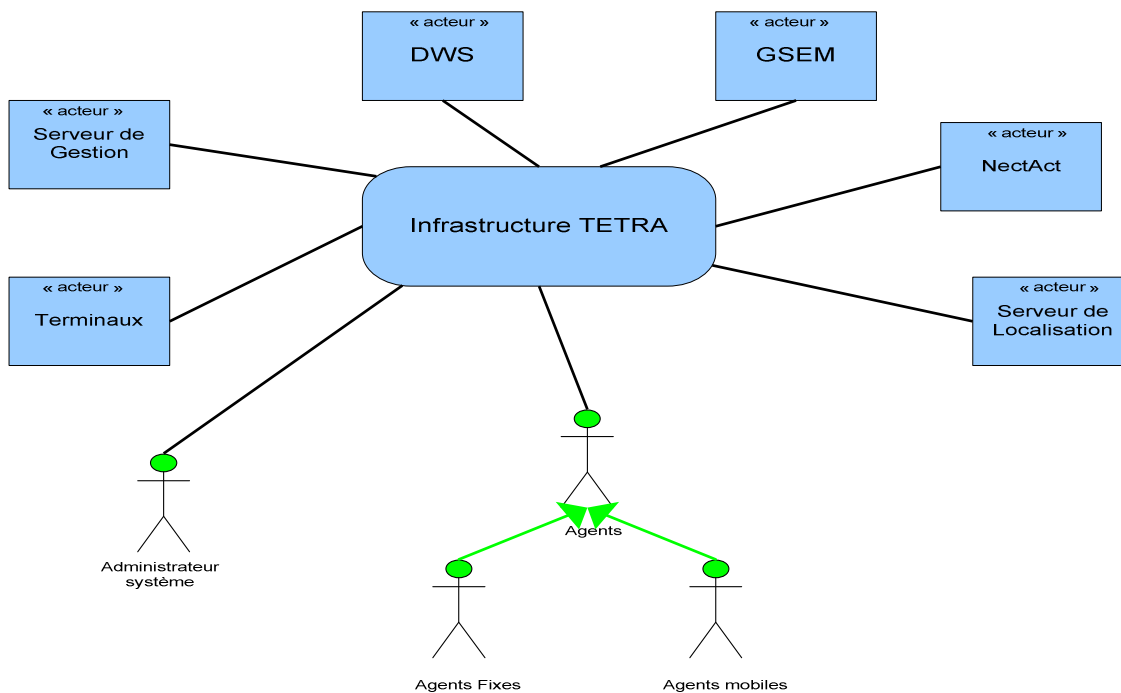 « acteur »
DWS
« acteur »
GSEM
« acteur »
Serveur de
Gestion
« acteur »
NectAct
Infrastructure TETRA
« acteur »
Terminaux
« acteur »
Serveur de
Localisation
Agents
Administrateur
système
Agents Fixes
Agents mobiles